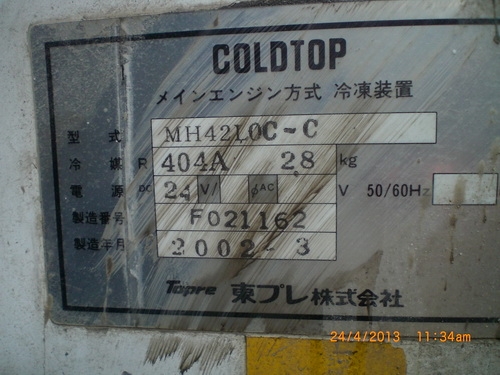 COLDTOP
メインエンジン方式 冷凍装置
型式 MH42L0C-C
冷媒 R 404A 2.8 kg
電源 DC 24 V/ φAC V 50/60Hz
製造番号 F021162
製造年月 2002-3
Topre 東プレ株式会社
24/4/2013 11:34am